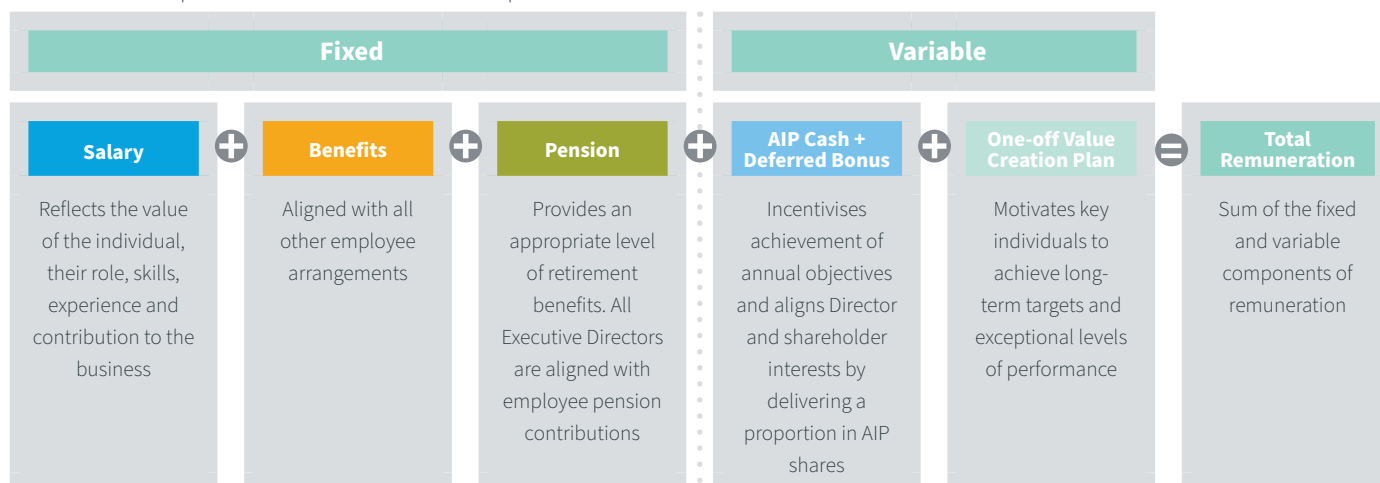 Fixed
Variable
Salary
Reflects the value
of the individual,
their role, skills,
experience and
contribution to the
business
+
Benefits
Aligned with all
other employee
arrangements
+
Pension
Provides an
appropriate level
of retirement
benefits. All
Executive Directors
are aligned with
employee pension
contributions
+
AIP Cash +
Deferred Bonus
Incentivises
achievement of
annual objectives
and aligns Director
and shareholder
interests by
delivering a
proportion in AIP
shares
+
One-off Value
Creation Plan
Motivates key
individuals to
achieve long-
term targets and
exceptional levels
of performance
=
Total
Remuneration
Sum of the fixed
and variable
components of
remuneration